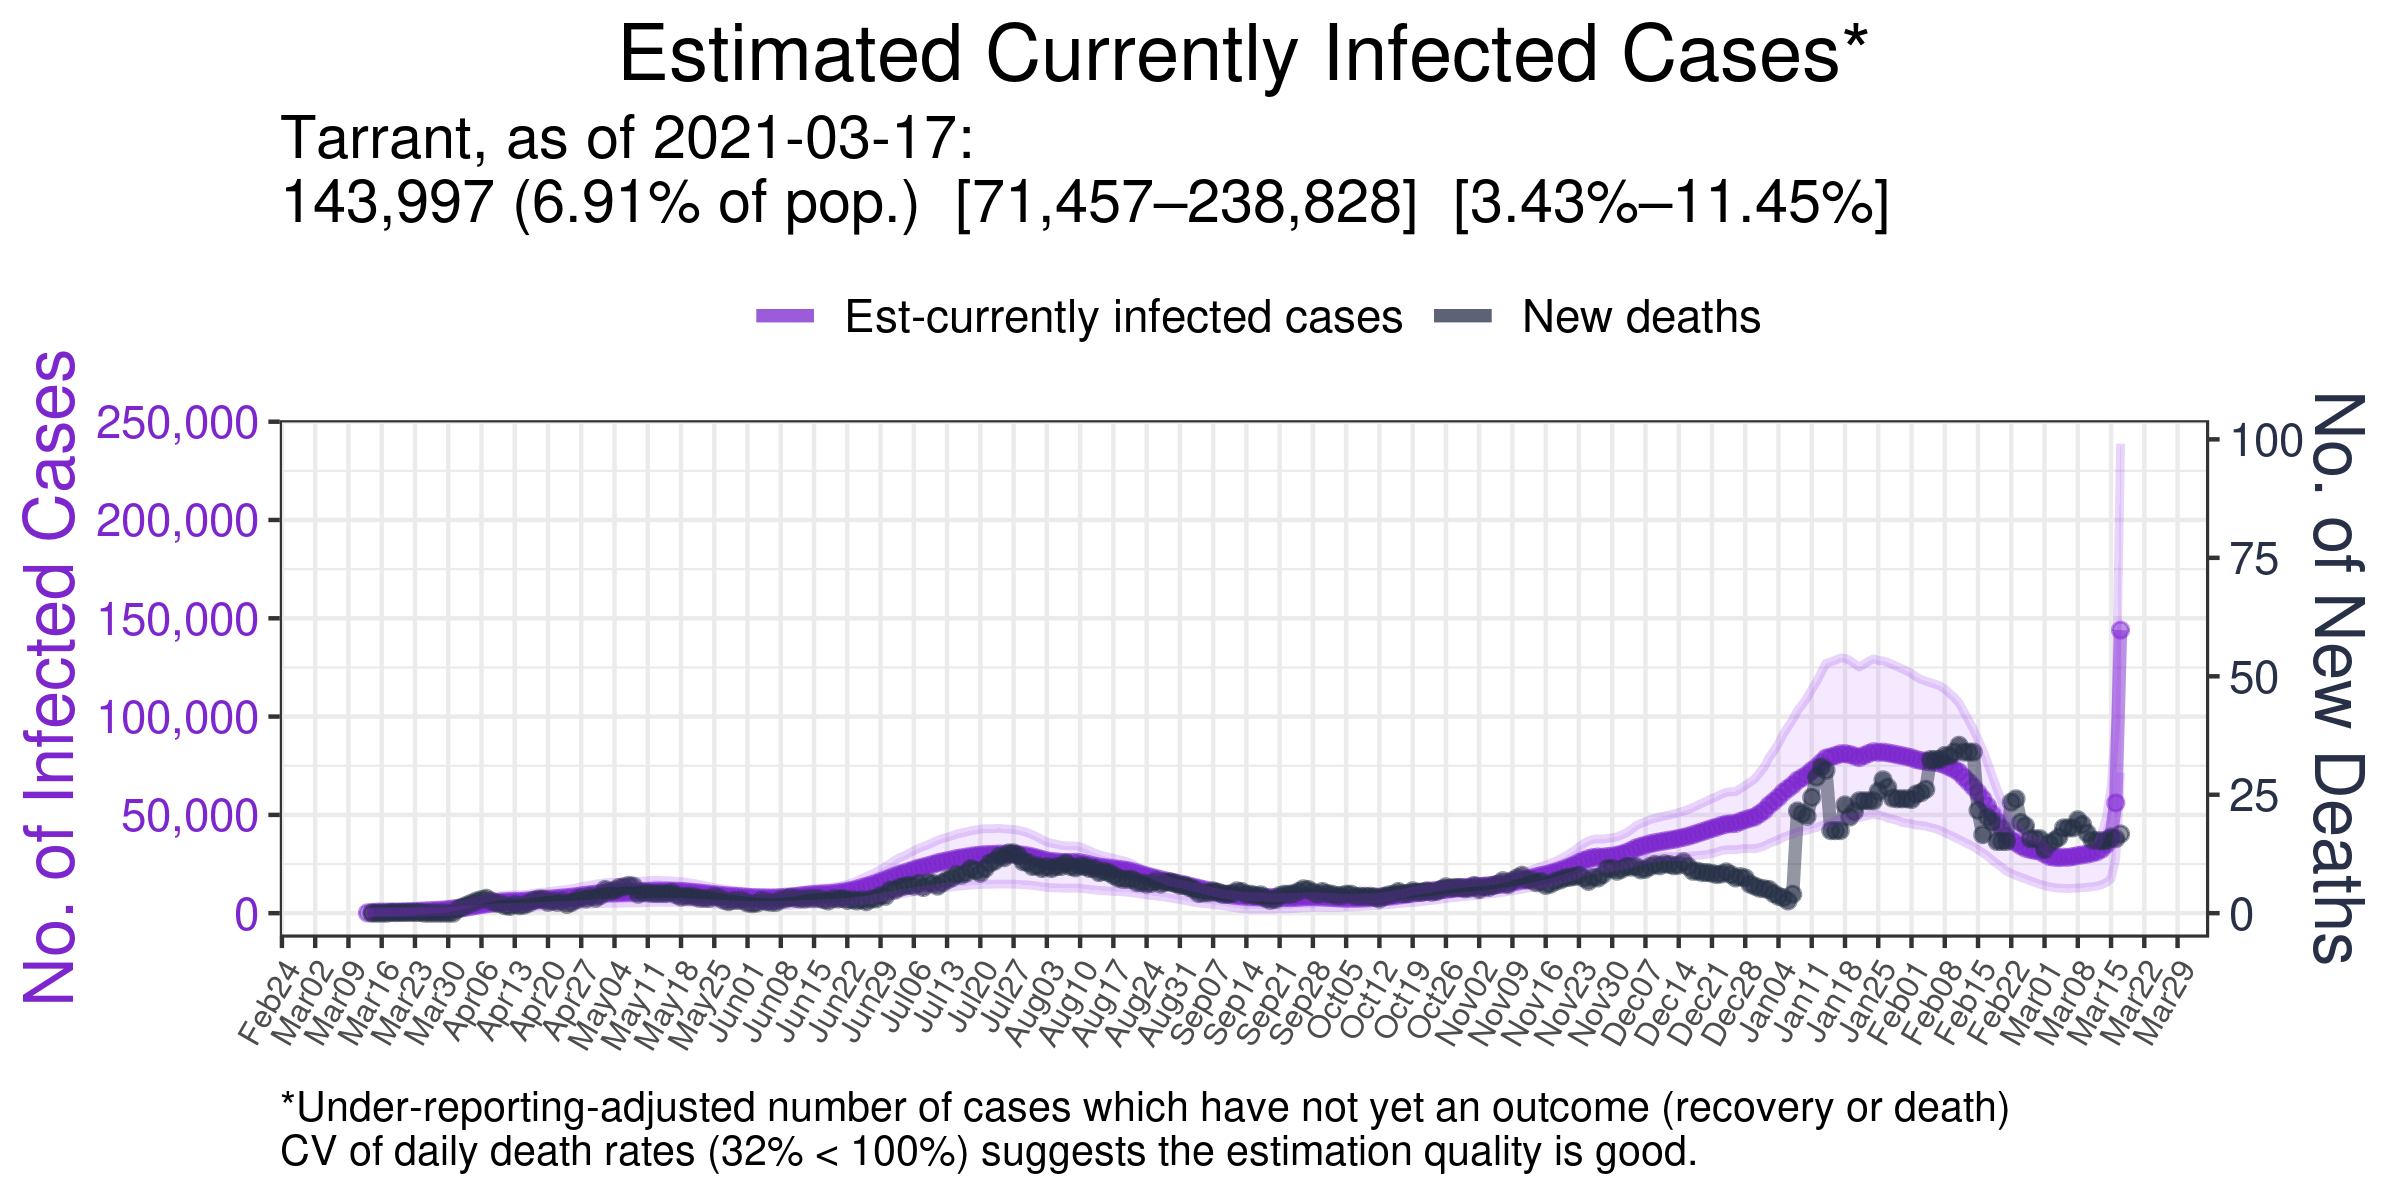 Estimated Currently Infected Cases*
Tarrant, as of 2021-03-17:
143,997 (6.91% of pop.)  [71,457–238,828]  [3.43%–11.45%]
Est-currently infected cases
New deaths
No. of Infected Cases
250,000
200,000
150,000
100,000
50,000
0
100
75
50
25
0
No. of New Deaths
Feb24
Mar02
Mar09
Mar16
Mar23
Mar30
Apr06
Apr13
Apr20
Apr27
May04
May11
May18
May25
Jun01
Jun08
Jun15
Jun22
Jun29
Jul06
Jul13
Jul20
Jul27
Aug03
Aug10
Aug17
Aug24
Aug31
Sep07
Sep14
Sep21
Sep28
Oct05
Oct12
Oct19
Oct26
Nov02
Nov09
Nov16
Nov23
Nov30
Dec07
Dec14
Dec21
Dec28
Jan04
Jan11
Jan18
Jan25
Feb01
Feb08
Feb15
Feb22
Mar01
Mar08
Mar15
Mar22
Mar29
*Under-reporting-adjusted number of cases which have not yet an outcome (recovery or death)
CV of daily death rates (32% < 100%) suggests the estimation quality is good.